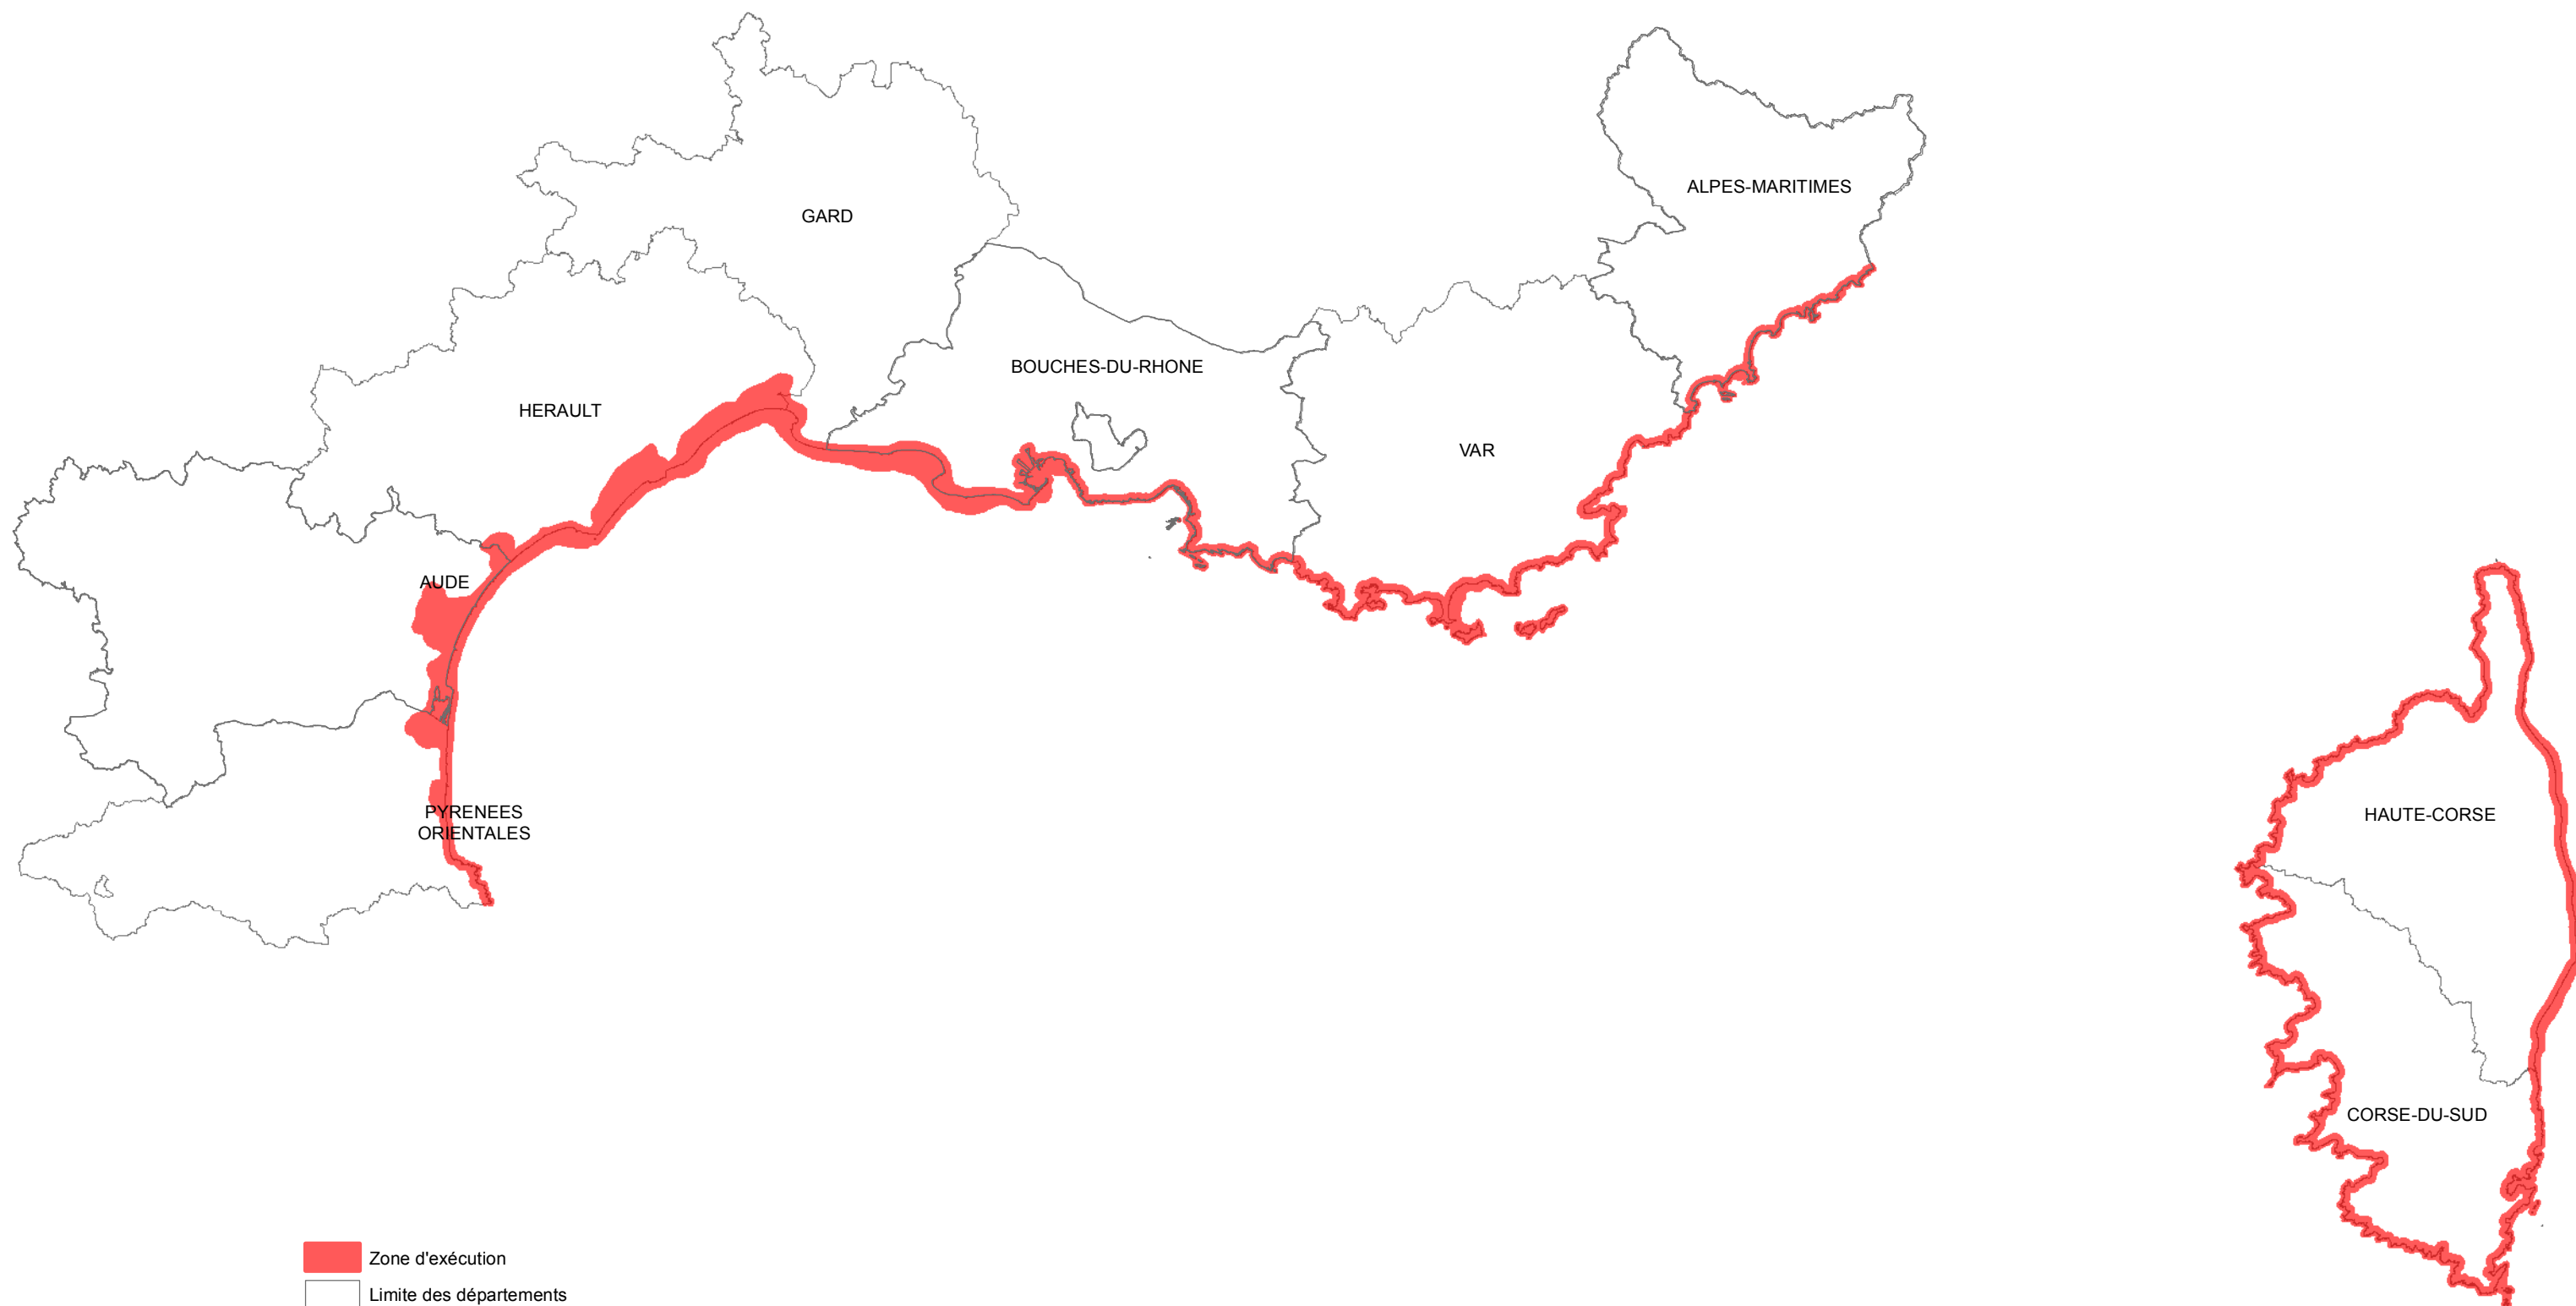 ALPES-MARITIMES
GARD
BOUCHES-DU-RHONE
HERAULT
VAR
AUDE
PYRENEES
ORIENTALES
HAUTE-CORSE
CORSE-DU-SUD
Zone d'exécution
Limite des départements